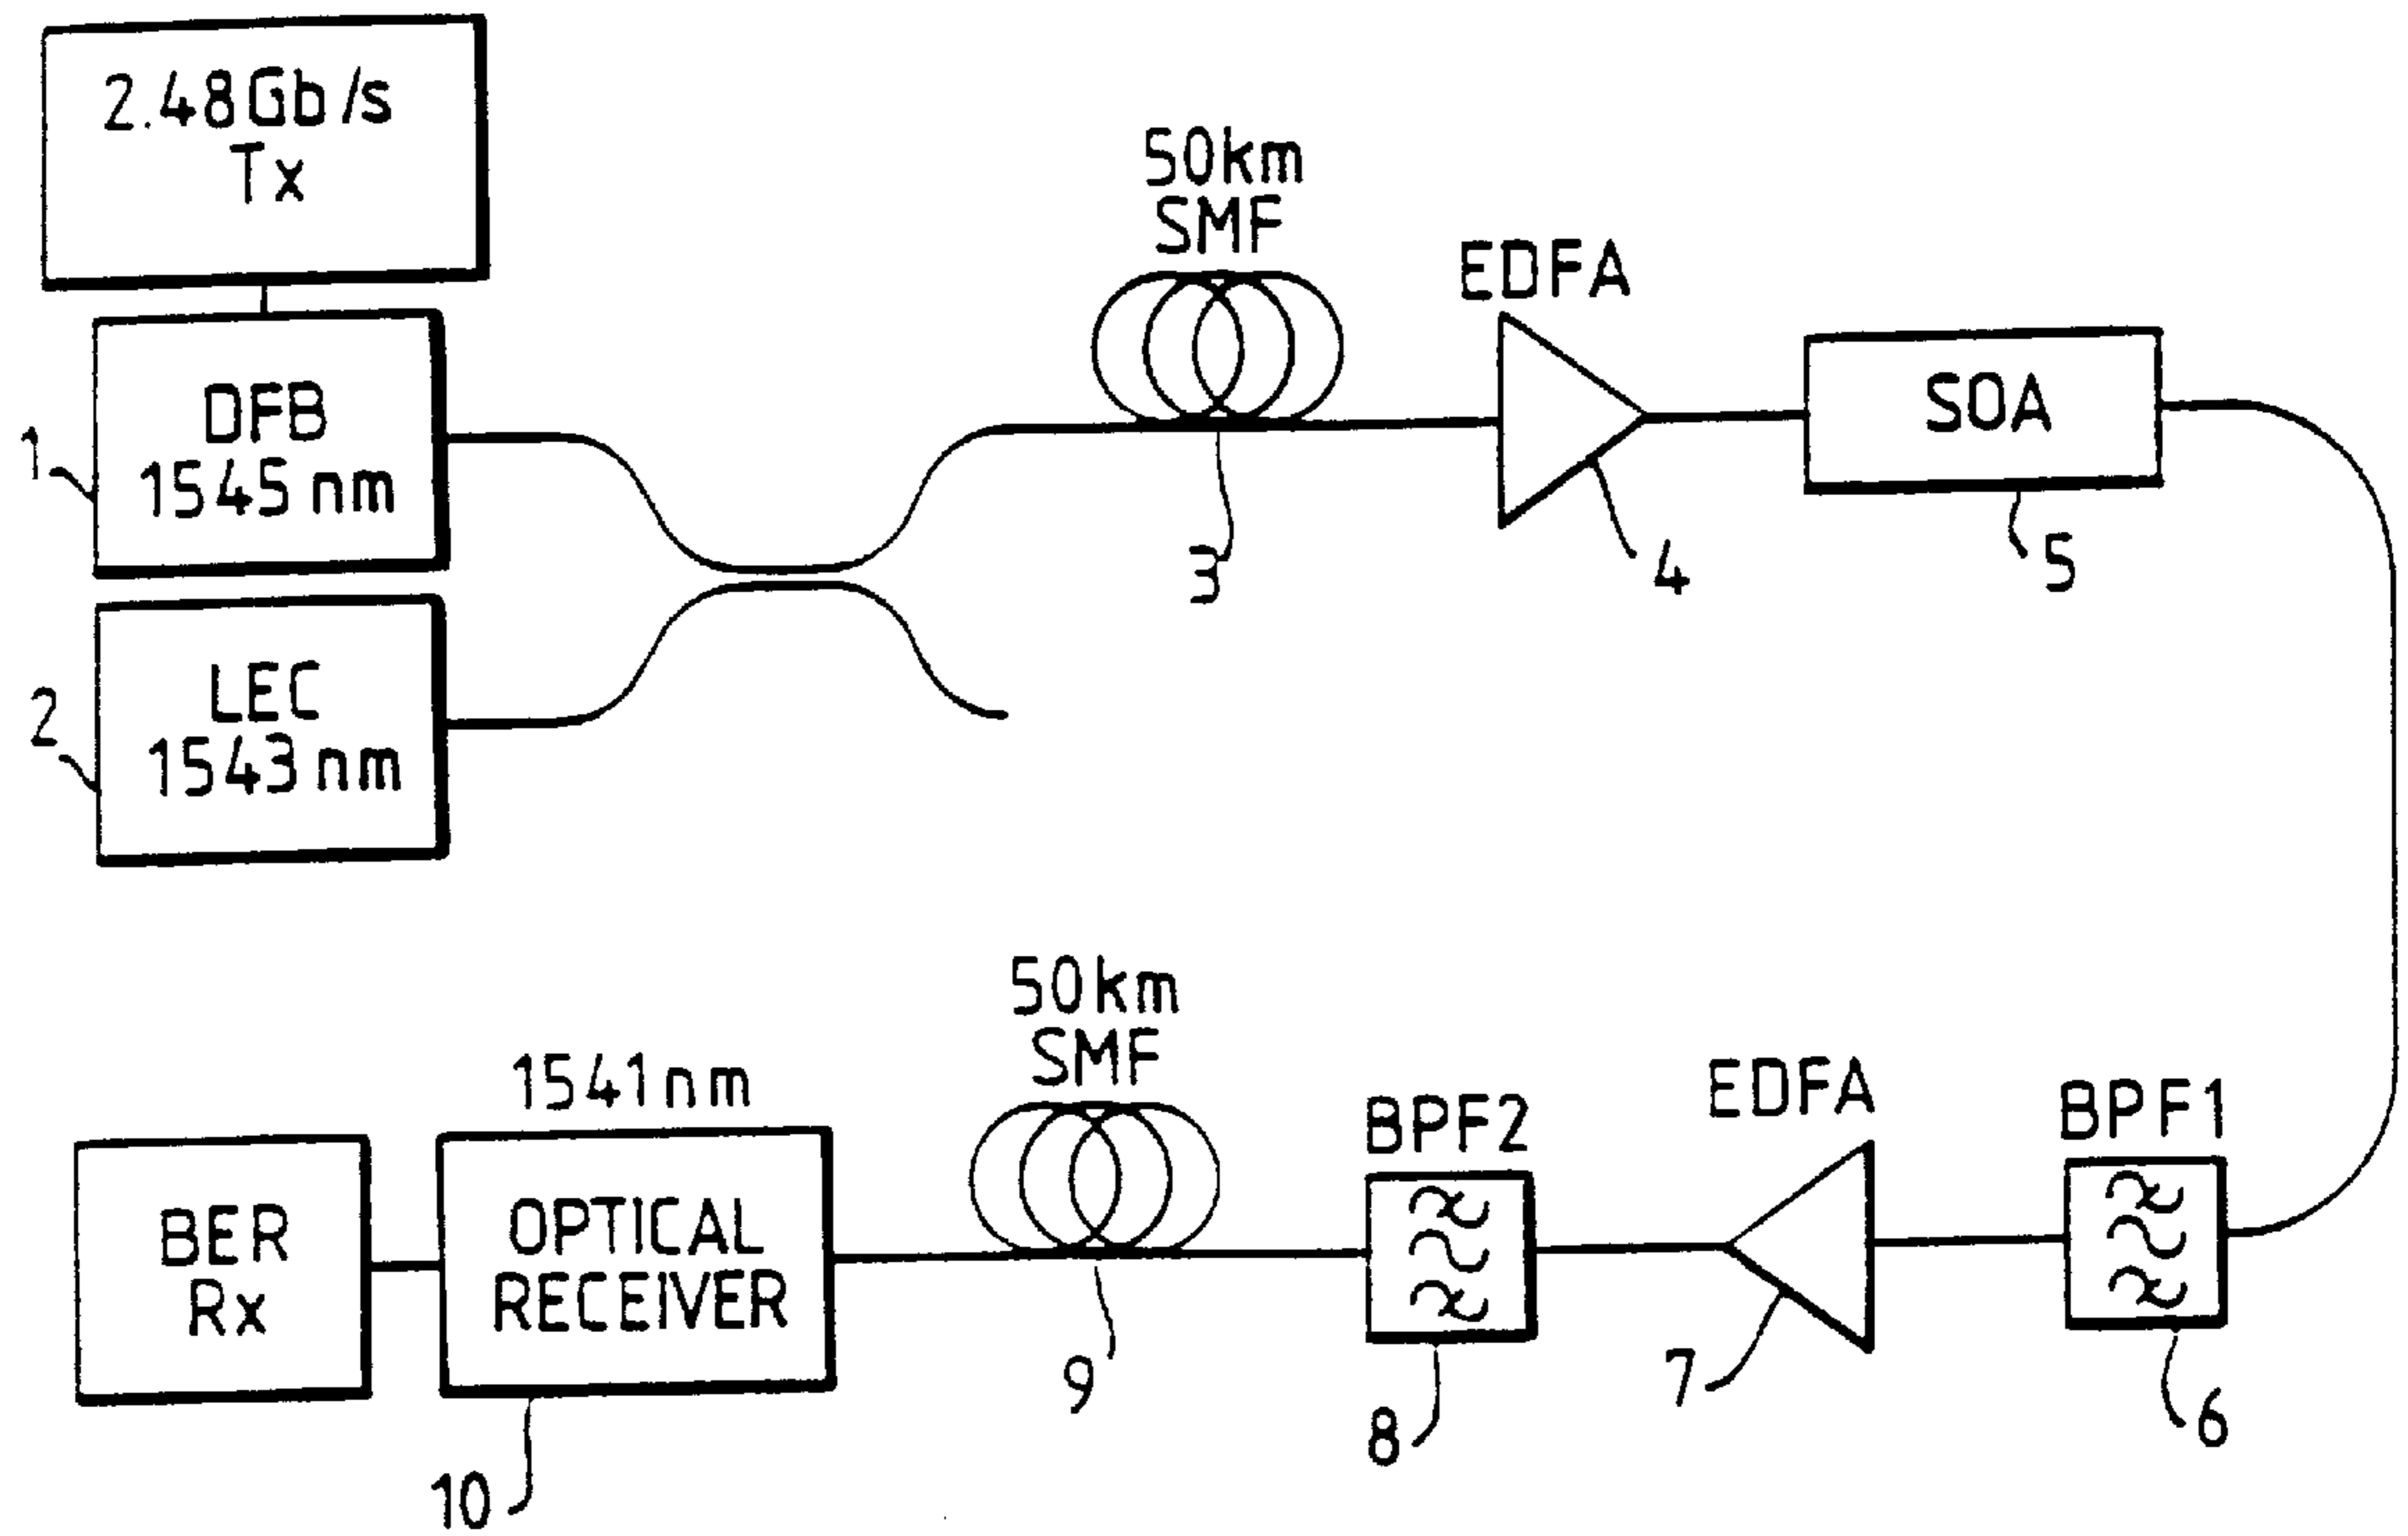 2.48Gb/s
Tx
DFB
1545nm
1
LEC
1543nm
2
50km
SMF
3
EDFA
4
SOA
5
BPF1
6
EDFA
7
BPF2
8
50km
SMF
9
1541nm
OPTICAL
RECEIVER
10
BER
Rx